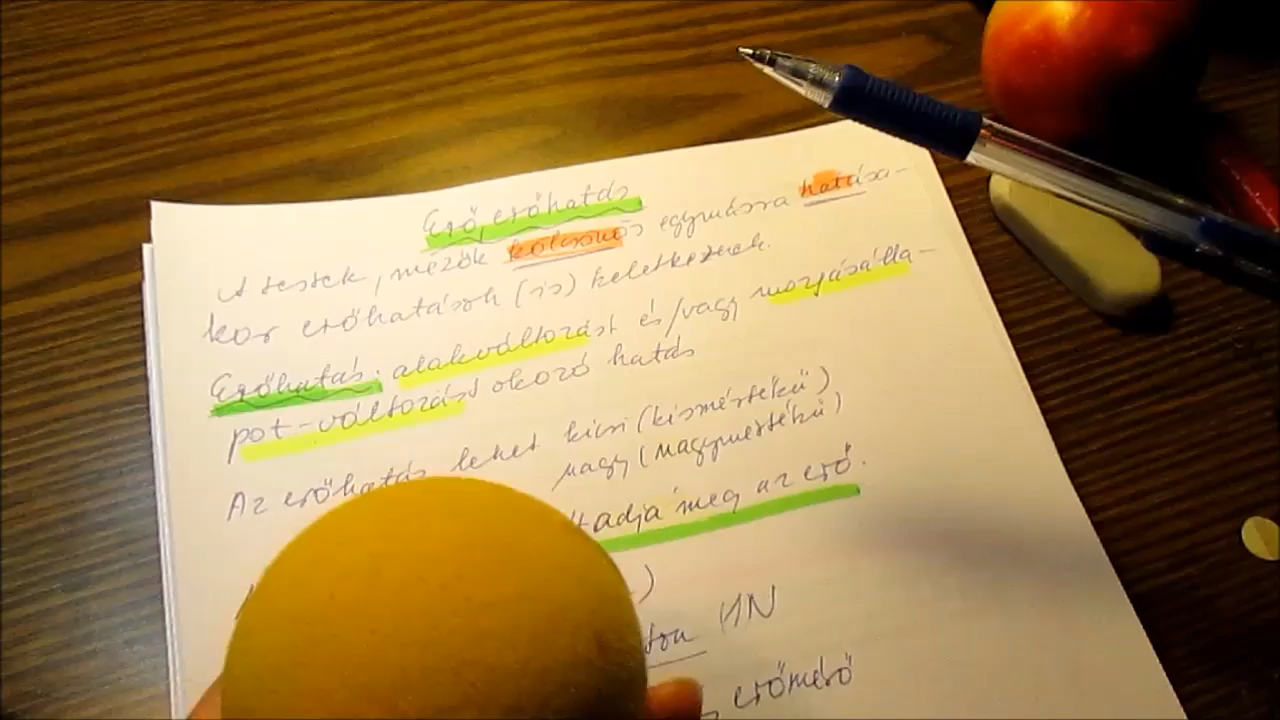 Erő, erőhatás
A testek, mezők kölcsönös egymásra hatása-
kor erőhatások (is) keletkeznek.
Erőhatás: alakváltozást és/vagy mozgásálla-
pot-változást okozó hatás
Az erőhatás lehet kicsi (kismértékű)
nagy (nagymértékű)
adja meg az erő.
)
1N
erőmérő